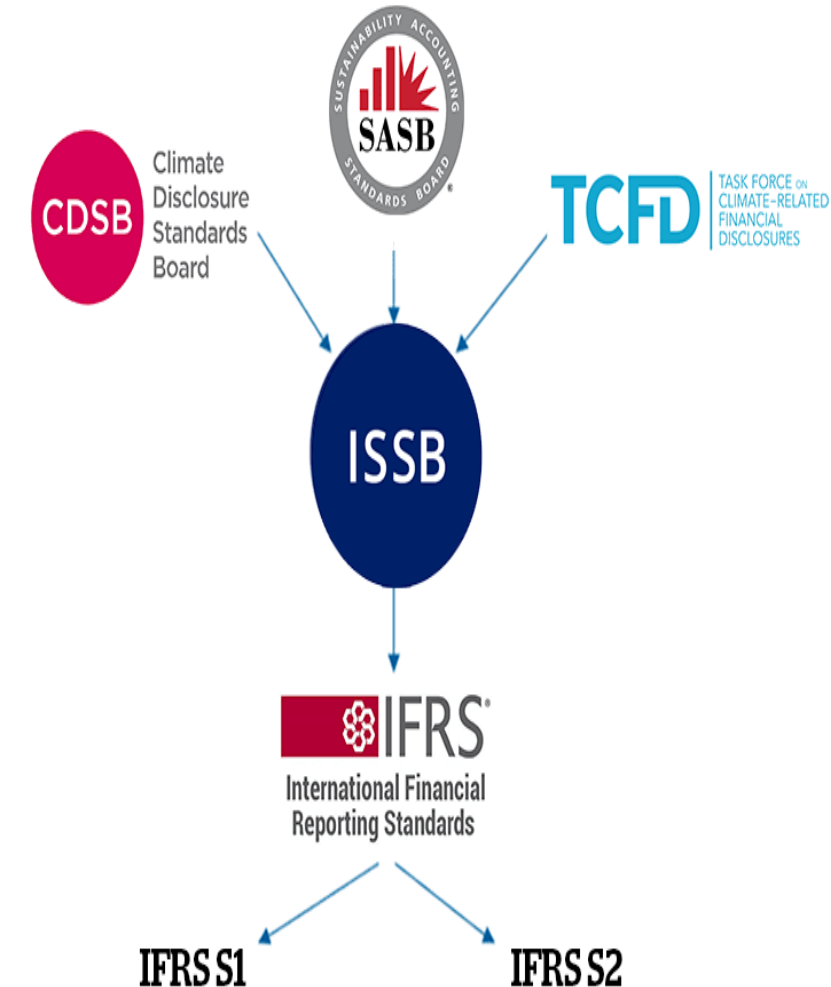 SUSTAINABILITY ACCOUNTING
SASB
STANDARDS BOARD
®
CDSB
Climate
Disclosure
Standards
Board
TCFD
TASK FORCE ON
CLIMATE-RELATED
FINANCIAL
DISCLOSURES
ISSB
IFRS®
International Financial
Reporting Standards
IFRS S1
IFRS S2